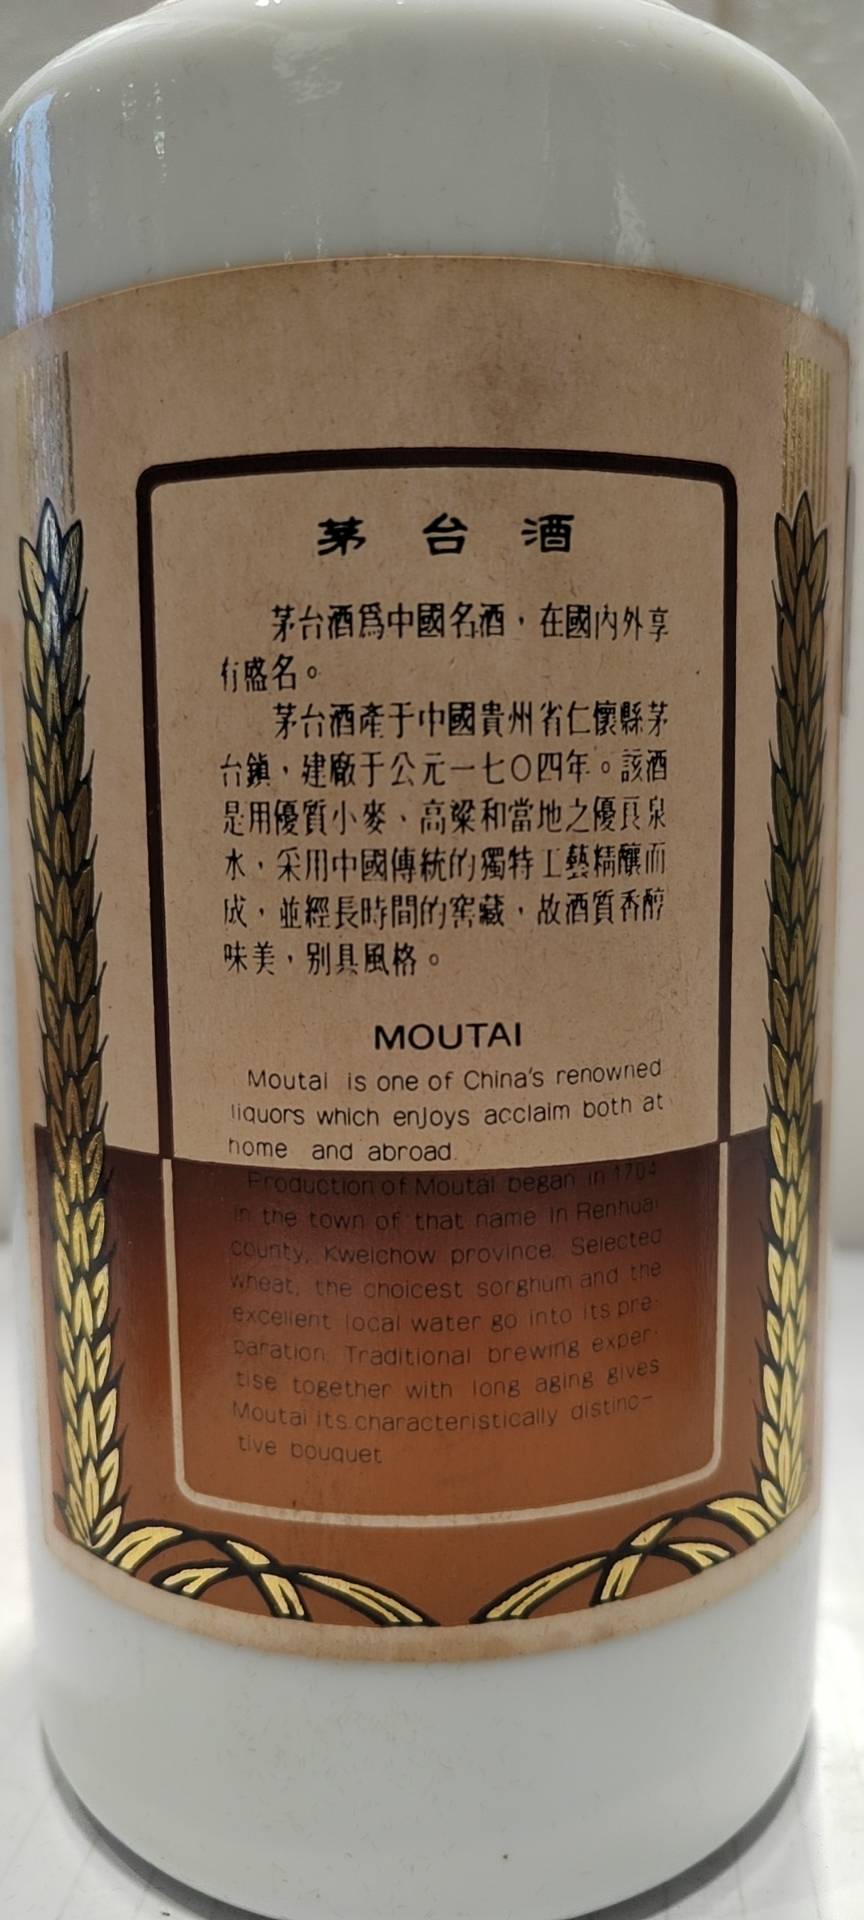 茅台酒
茅台酒爲中國名酒，在國内外享
有盛名。
茅台酒産于中國貴州省仁懷縣茅
台鎮，建廠于公元一七〇四年。該酒
是用優質小麥、高粱和當地之優良泉
水，采用中國傳統的獨特工藝精釀而
成，並經長時間的窖藏，故酒質香醇
味美，别具風格。
MOUTAI
Moutai is one of China's renowned
liquors which enjoys acclaim both at
home and abroad.
Production of Moutai began in 1704
in the town of that name in Renhuai
county, Kweichow province. Selected
wheat, the choicest sorghum and the
excellent local water go into its pre-
paration. Traditional brewing exper-
tise together with long aging gives
Moutai its characteristically distinc-
tive bouquet